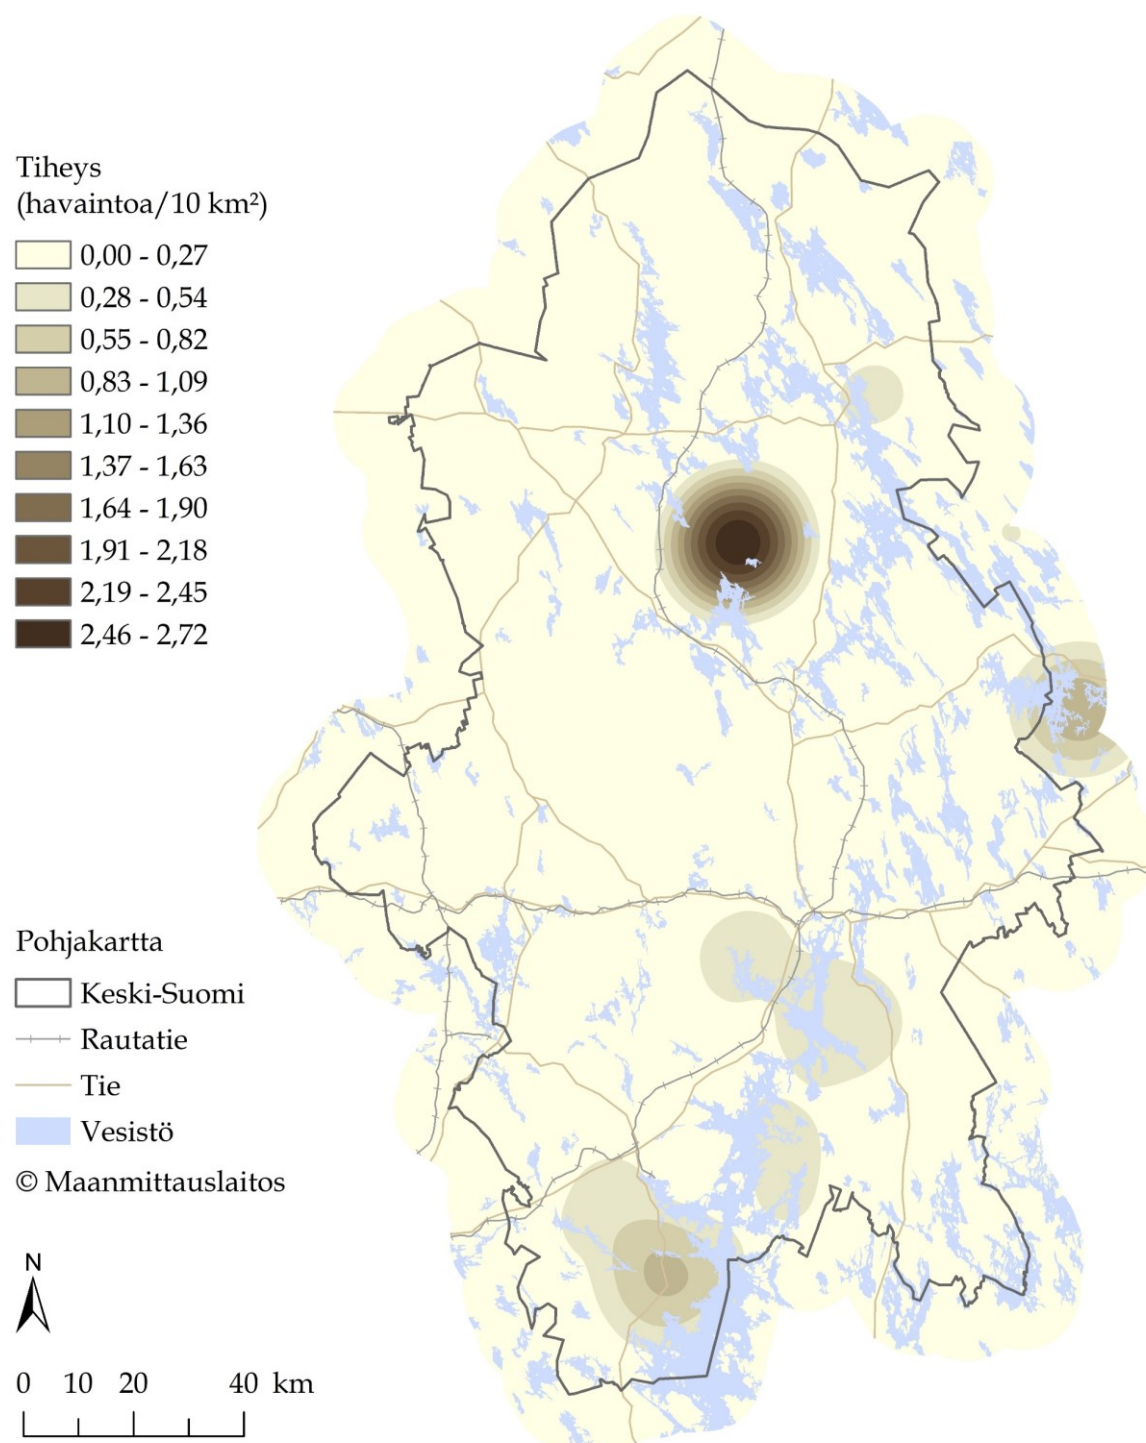 Tiheys
(havaintoa/10 km²)
0,00 - 0,27
0,28 - 0,54
0,55 - 0,82
0,83 - 1,09
1,10 - 1,36
1,37 - 1,63
1,64 - 1,90
1,91 - 2,18
2,19 - 2,45
2,46 - 2,72
Pohjakartta
Keski-Suomi
Rautatie
Tie
Vesistö
© Maanmittauslaitos
N
0 10 20 40 km